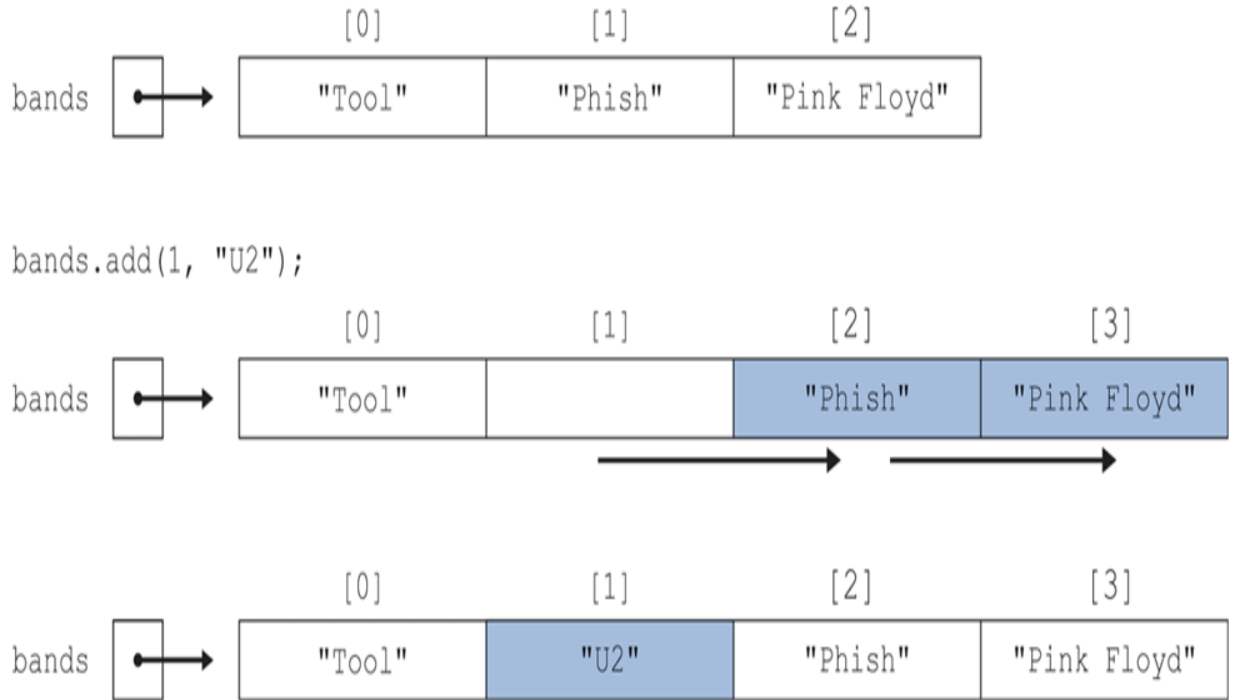 [0] [1] [2]
bands "Tool" "Phish" "Pink Floyd"
bands.add(1, "U2");
[0] [1] [2] [3]
bands "Tool" "Phish" "Pink Floyd"
[0] [1] [2] [3]
bands "Tool" "U2" "Phish" "Pink Floyd"